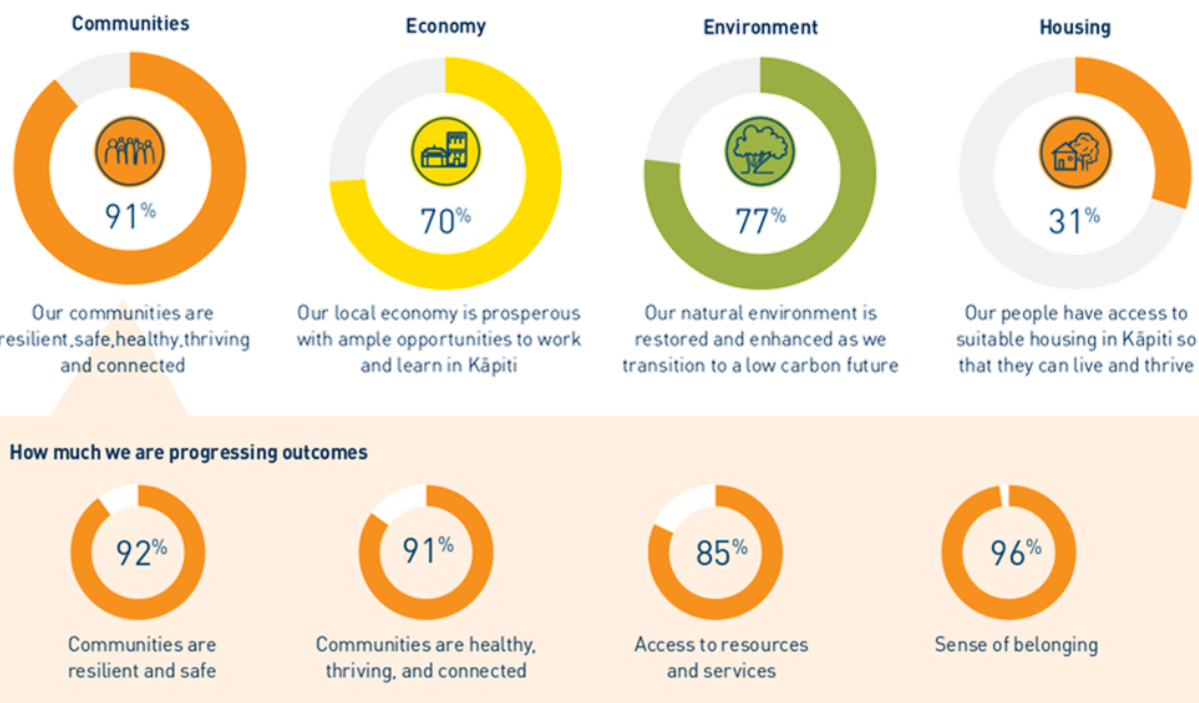 Communities
Economy
Environment
Housing
91%
70%
77%
31%
Our communities are
resilient,safe,healthy,thriving
and connected
Our local economy is prosperous
with ample opportunities to work
and learn in Kāpiti
Our natural environment is
restored and enhanced as we
transition to a low carbon future
Our people have access to
suitable housing in Kāpiti so
that they can live and thrive
How much we are progressing outcomes
92%
91%
85%
96%
Communities are
resilient and safe
Communities are healthy,
thriving, and connected
Access to resources
and services
Sense of belonging